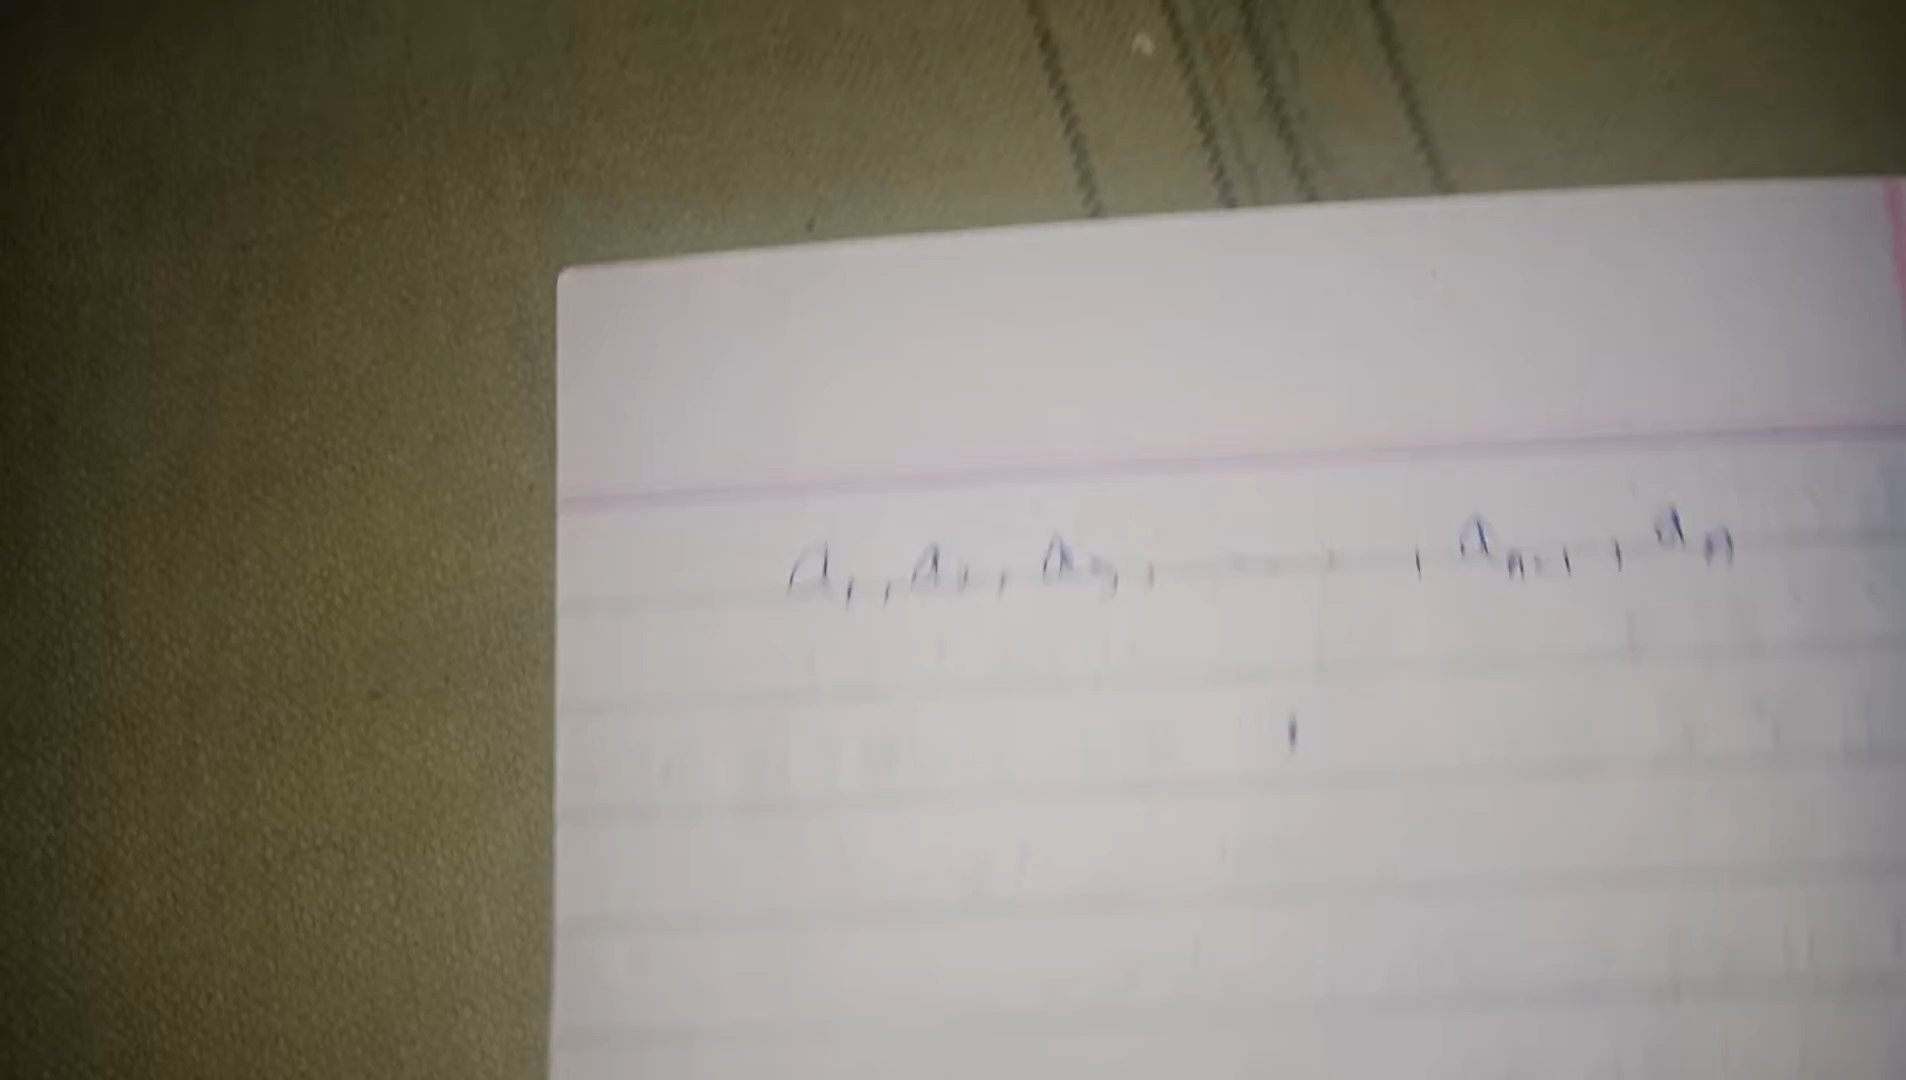 a₁, a₂, a₃, - - - , aₙ₋₁, aₙ